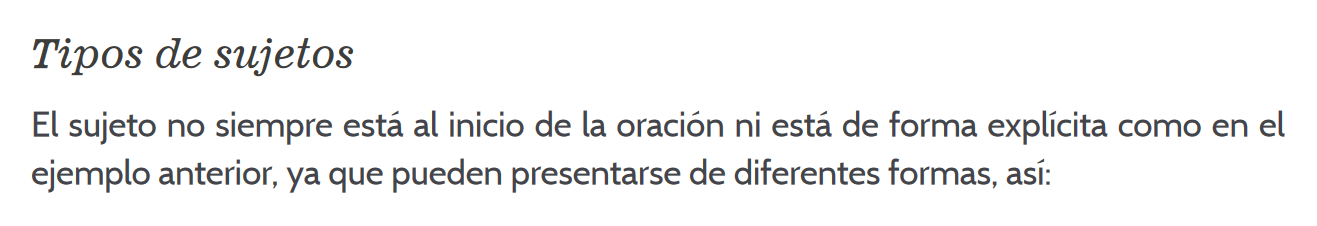 Tipos de sujetos
El sujeto no siempre está al inicio de la oración ni está de forma explícita como en el
ejemplo anterior, ya que pueden presentarse de diferentes formas, así: